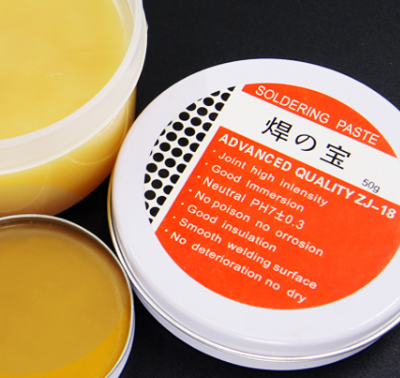 SOLDERING PASTE
焊の宝
50g
ADVANCED QUALITY ZJ-18
· Joint high inlensity
· Good Immersion
· Neutral PH7±0.3
· No poison no orrosion
· Good insulation
· Smooth welding surface
· No deterioration no dry